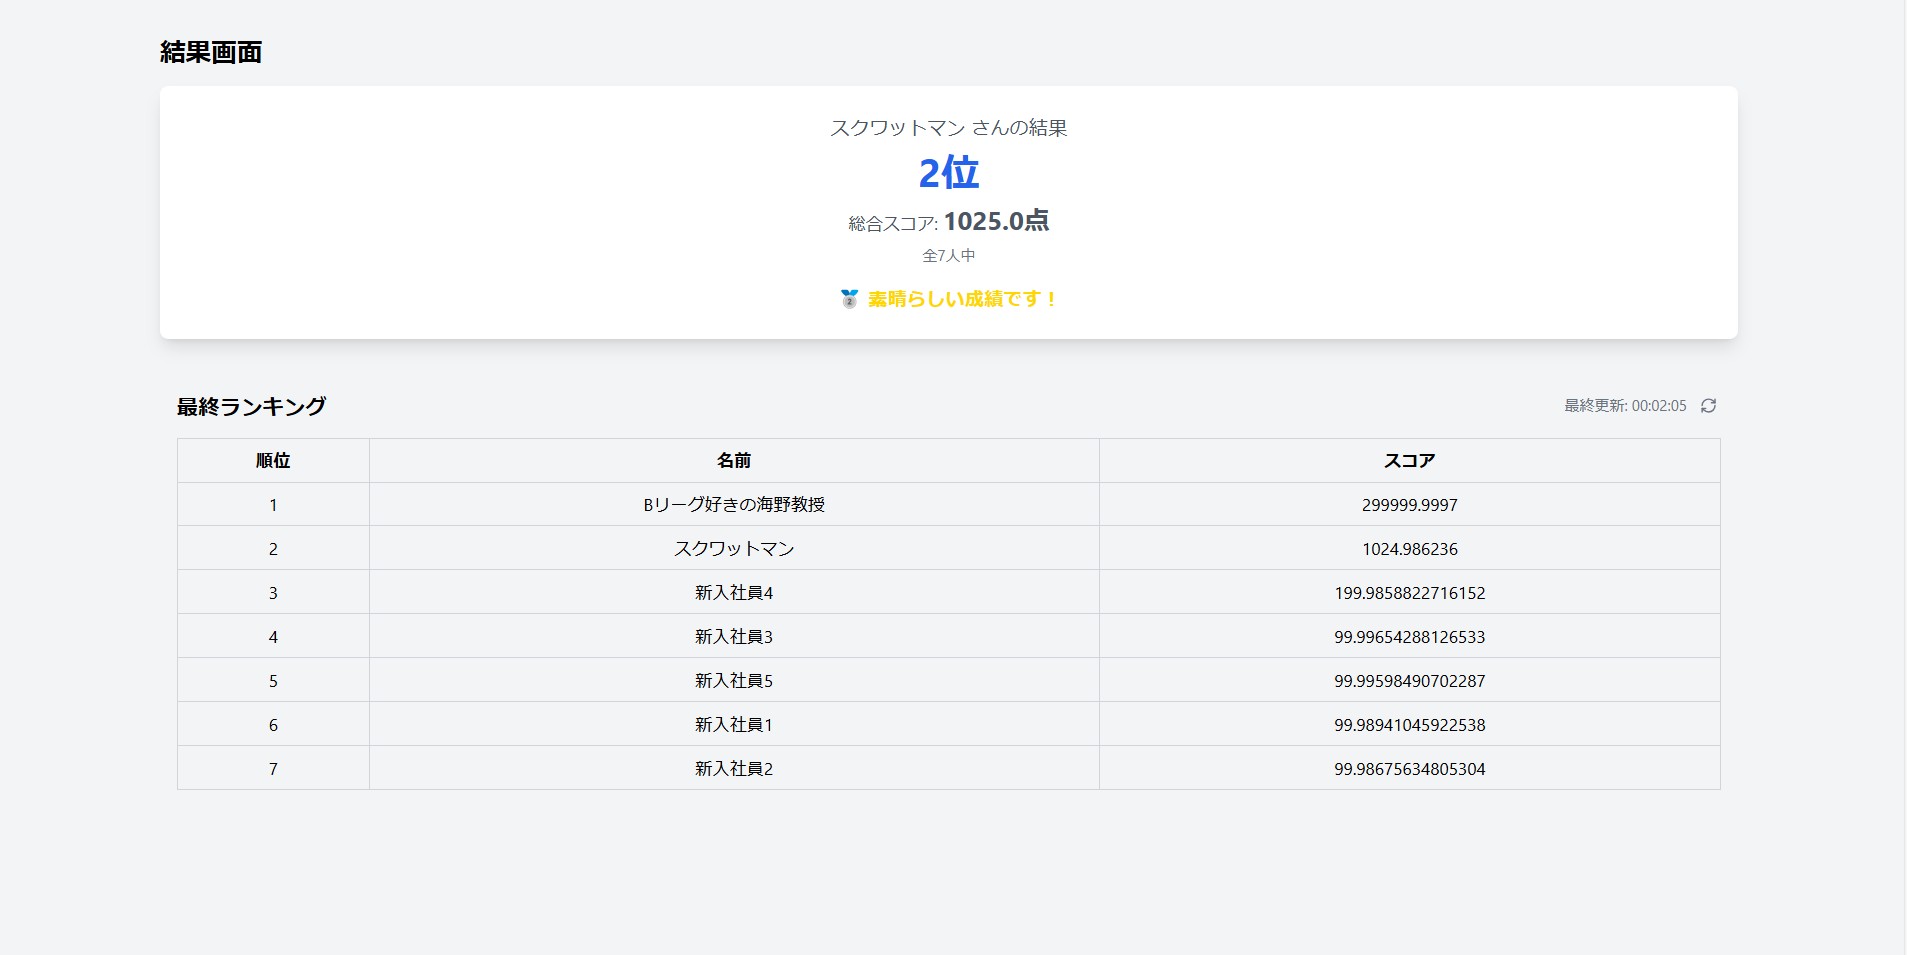 結果画面
スクワットマン さんの結果
2位
総合スコア: 1025.0点
全7人中
🥈 素晴らしい成績です！
最終ランキング
最終更新: 00:02:05
順位 名前 スコア
1 Bリーグ好きの海野教授 299999.9997
2 スクワットマン 1024.986236
3 新入社員4 199.9858822716152
4 新入社員3 99.99654288126533
5 新入社員5 99.99598490702287
6 新入社員1 99.98941045922538
7 新入社員2 99.98675634805304